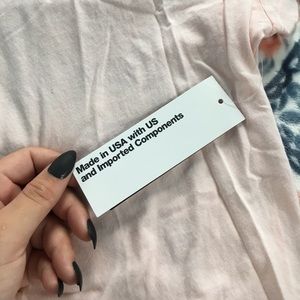 Made in USA with US
and Imported Components